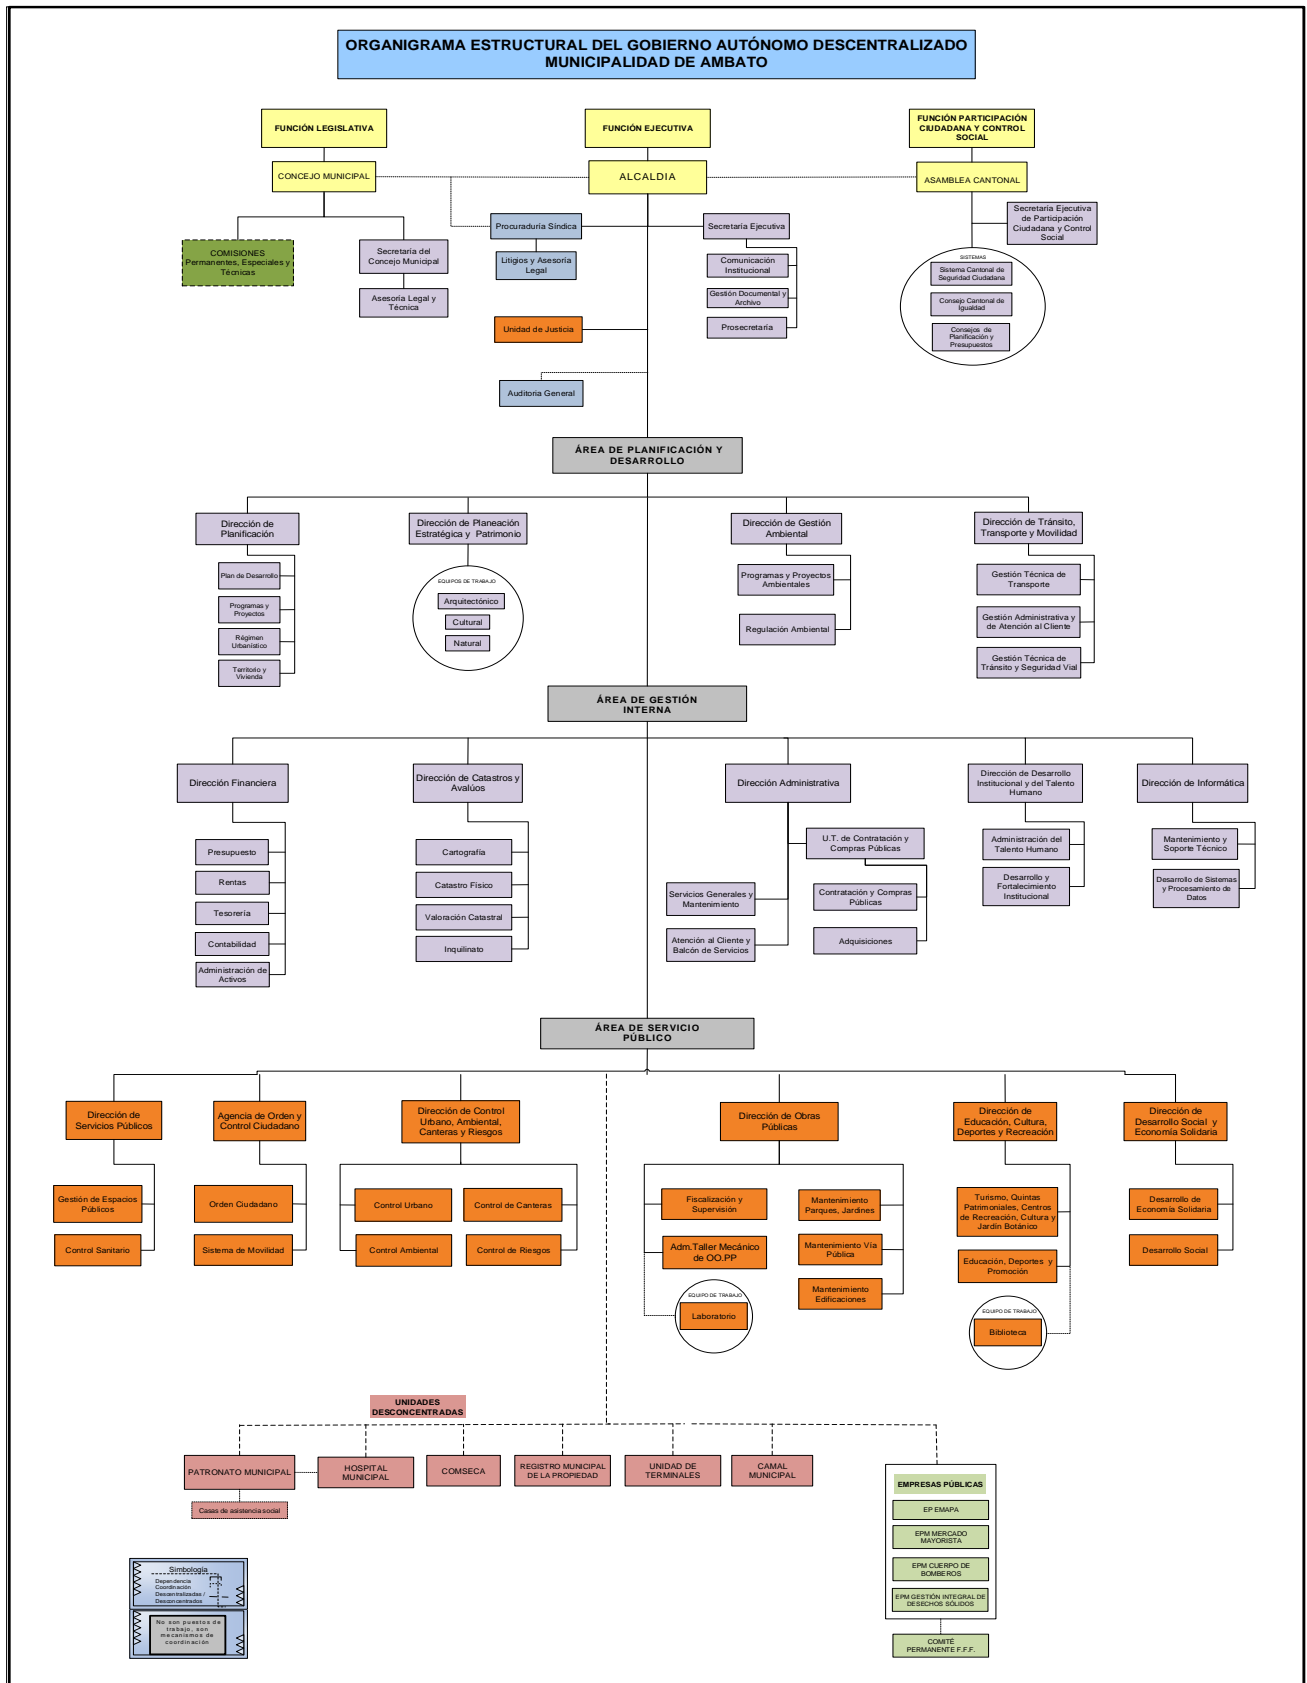 ORGANIGRAMA ESTRUCTURAL DEL GOBIERNO AUTÓNOMO DESCENTRALIZADO
MUNICIPALIDAD DE AMBATO
FUNCIÓN LEGISLATIVA
FUNCIÓN EJECUTIVA
FUNCIÓN PARTICIPACIÓN
CIUDADANA Y CONTROL
SOCIAL
CONCEJO MUNICIPAL
ALCALDIA
ASAMBLEA CANTONAL
COMISIONES
Permanentes, Especiales y
Técnicas
Secretaría del
Concejo Municipal
Asesoría Legal y
Técnica
Procuraduría Síndica
Litigios y Asesoría
Legal
Unidad de Justicia
Auditoria General
Secretaría Ejecutiva
Comunicación
Institucional
Gestión Documental y
Archivo
Prosecretaría
Secretaría Ejecutiva
de Participación
Ciudadana y Control
Social
SISTEMAS
Sistema Cantonal de
Seguridad Ciudadana
Consejo Cantonal de
Igualdad
Consejos de
Planificación y
Presupuestos
ÁREA DE PLANIFICACIÓN Y
DESARROLLO
Dirección de
Planificación
Plan de Desarrollo
Programas y
Proyectos
Régimen
Urbanístico
Territorio y
Vivienda
Dirección de Planeación
Estratégica y Patrimonio
EQUIPOS DE TRABAJO
Arquitectónico
Cultural
Natural
Dirección de Gestión
Ambiental
Programas y Proyectos
Ambientales
Regulación Ambiental
Dirección de Tránsito,
Transporte y Movilidad
Gestión Técnica de
Transporte
Gestión Administrativa y
de Atención al Cliente
Gestión Técnica de
Tránsito y Seguridad Vial
ÁREA DE GESTIÓN
INTERNA
Dirección Financiera
Presupuesto
Rentas
Tesorería
Contabilidad
Administración de
Activos
Dirección de Catastros y
Avalúos
Cartografía
Catastro Físico
Valoración Catastral
Inquilinato
Dirección Administrativa
U.T. de Contratación y
Compras Públicas
Servicios Generales y
Mantenimiento
Contratación y Compras
Públicas
Atención al Cliente y
Balcón de Servicios
Adquisiciones
Dirección de Desarrollo
Institucional y del Talento
Humano
Administración del
Talento Humano
Desarrollo y
Fortalecimiento
Institucional
Dirección de Informática
Mantenimiento y
Soporte Técnico
Desarrollo de Sistemas
y Procesamiento de
Datos
ÁREA DE SERVICIO
PÚBLICO
Dirección de
Servicios Públicos
Gestión de Espacios
Públicos
Control Sanitario
Agencia de Orden y
Control Ciudadano
Orden Ciudadano
Sistema de Movilidad
Dirección de Control
Urbano, Ambiental,
Canteras y Riesgos
Control Urbano
Control de Canteras
Control Ambiental
Control de Riesgos
Dirección de Obras
Públicas
Fiscalización y
Supervisión
Mantenimiento
Parques, Jardines
Adm.Taller Mecánico
de OO.PP
Mantenimiento Vía
Pública
EQUIPO DE TRABAJO
Laboratorio
Mantenimiento
Edificaciones
Dirección de
Educación, Cultura,
Deportes y Recreación
Turismo, Quintas
Patrimoniales, Centros
de Recreación, Cultura y
Jardín Botánico
Educación, Deportes y
Promoción
EQUIPO DE TRABAJO
Biblioteca
Dirección de
Desarrollo Social y
Economía Solidaria
Desarrollo de
Economía Solidaria
Desarrollo Social
UNIDADES
DESCONCENTRADAS
PATRONATO MUNICIPAL
Casas de asistencia social
HOSPITAL
MUNICIPAL
COMSECA
REGISTRO MUNICIPAL
DE LA PROPIEDAD
UNIDAD DE
TERMINALES
CAMAL
MUNICIPAL
EMPRESAS PÚBLICAS
EP EMAPA
EPM MERCADO
MAYORISTA
EPM CUERPO DE
BOMBEROS
EPM GESTIÓN INTEGRAL DE
DESECHOS SÓLIDOS
COMITÉ
PERMANENTE F.F.F.
Simbología
Dependencia
Coordinación
Descentralizadas /
Desconcentrados
No son puestos de
trabajo, son
mecanismos de
coordinación